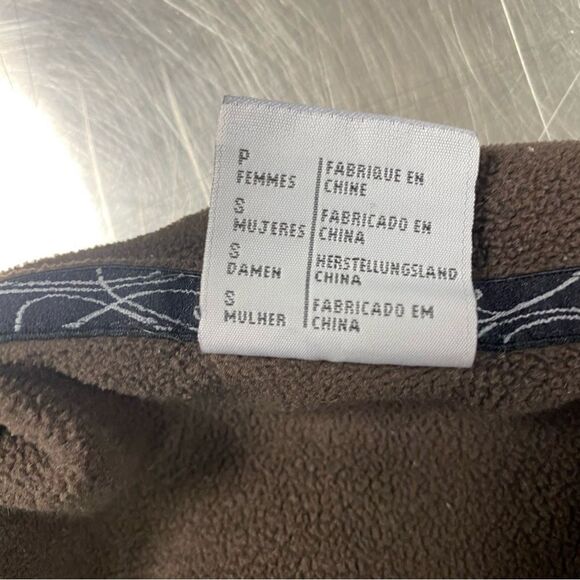 P
FEMMES
FABRIQUE EN
CHINE
S
MUJERES
FABRICADO EN
CHINA
S
DAMEN
HERSTELLUNGSLAND
CHINA
S
MULHER
FABRICADO EM
CHINA